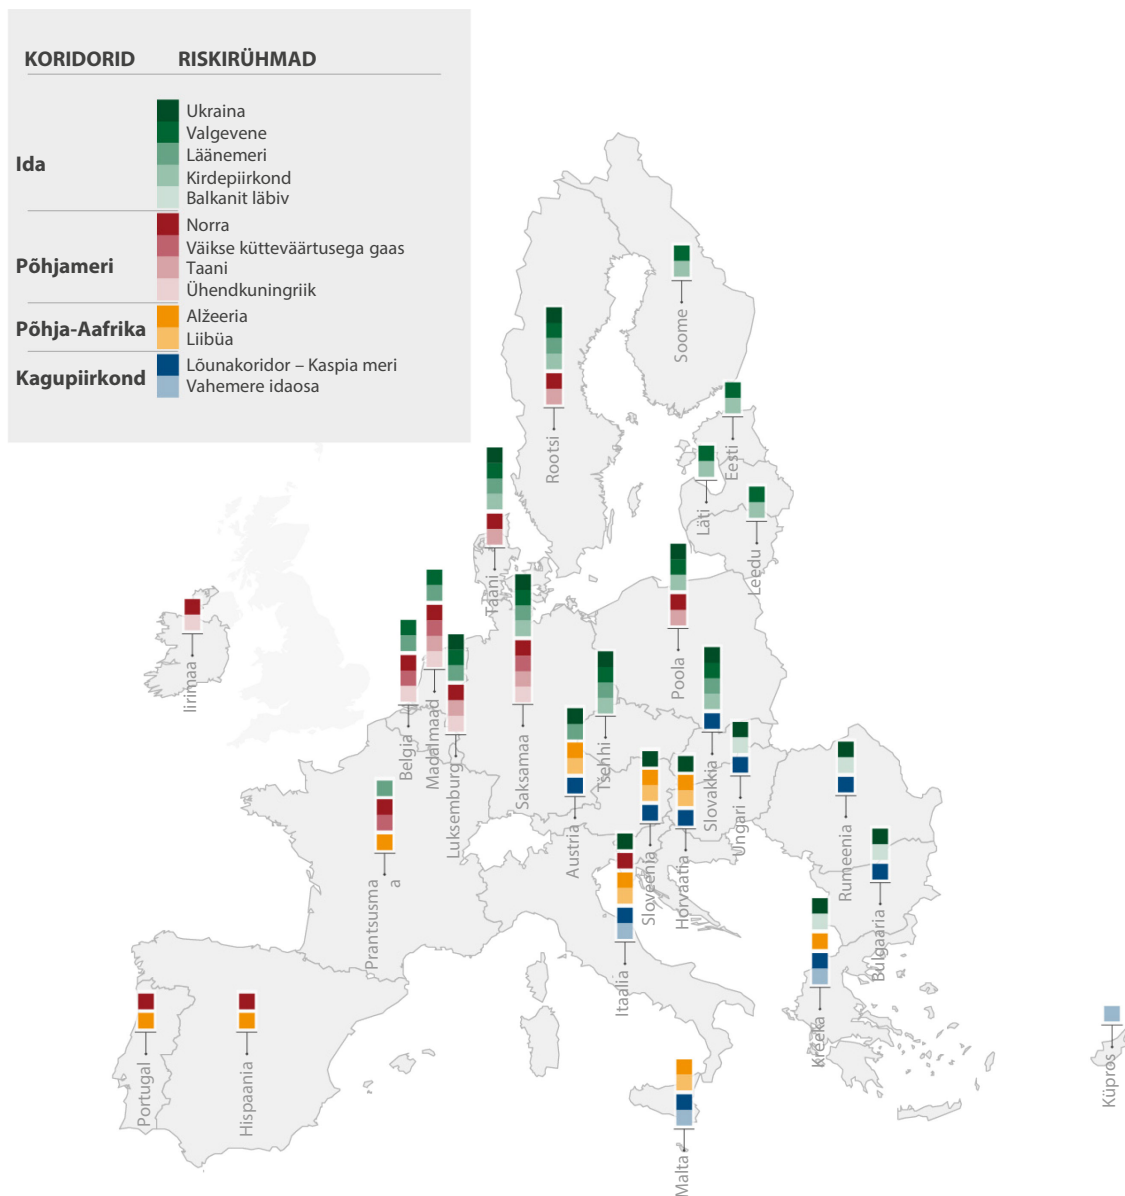 KORIDORID RISKIRÜHMAD
Ida
Ukraina
Valgevene
Läänemeri
Kirdepiirkond
Balkanit läbiv
Põhjameri
Norra
Väikse kütteväärtusega gaas
Taani
Ühendkuningriik
Põhja-Aafrika
Alžeeria
Liibüa
Kagupiirkond
Lõunakoridor – Kaspia meri
Vahemere idaosa
Soome
Rootsi
Eesti
Läti
Leedu
Taani
Poola
Iirimaa
Belgia
Madalmaad
Luksemburg
Saksamaa
Tšehhi
Slovakkia
Ungari
Austria
Sloveenia
Horvaatia
Rumeenia
Bulgaaria
Prantsusma
a
Itaalia
Kreeka
Portugal
Hispaania
Malta
Küpros